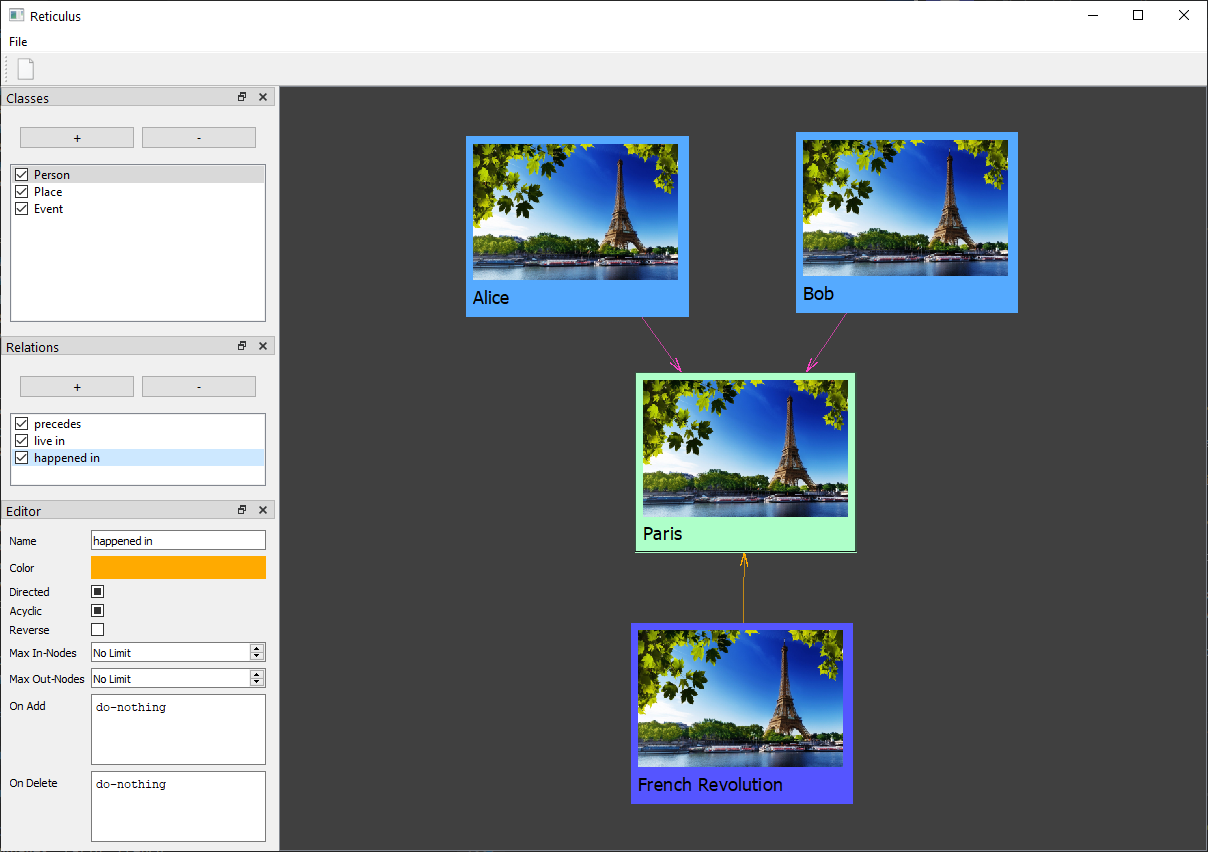 Reticulus
File
Classes
+ -
Person
Place
Event
Relations
+ -
precedes
live in
happened in
Editor
Name happened in
Color
Directed
Acyclic
Reverse
Max In-Nodes No Limit
Max Out-Nodes No Limit
On Add do-nothing
On Delete do-nothing
Alice
Bob
Paris
French Revolution